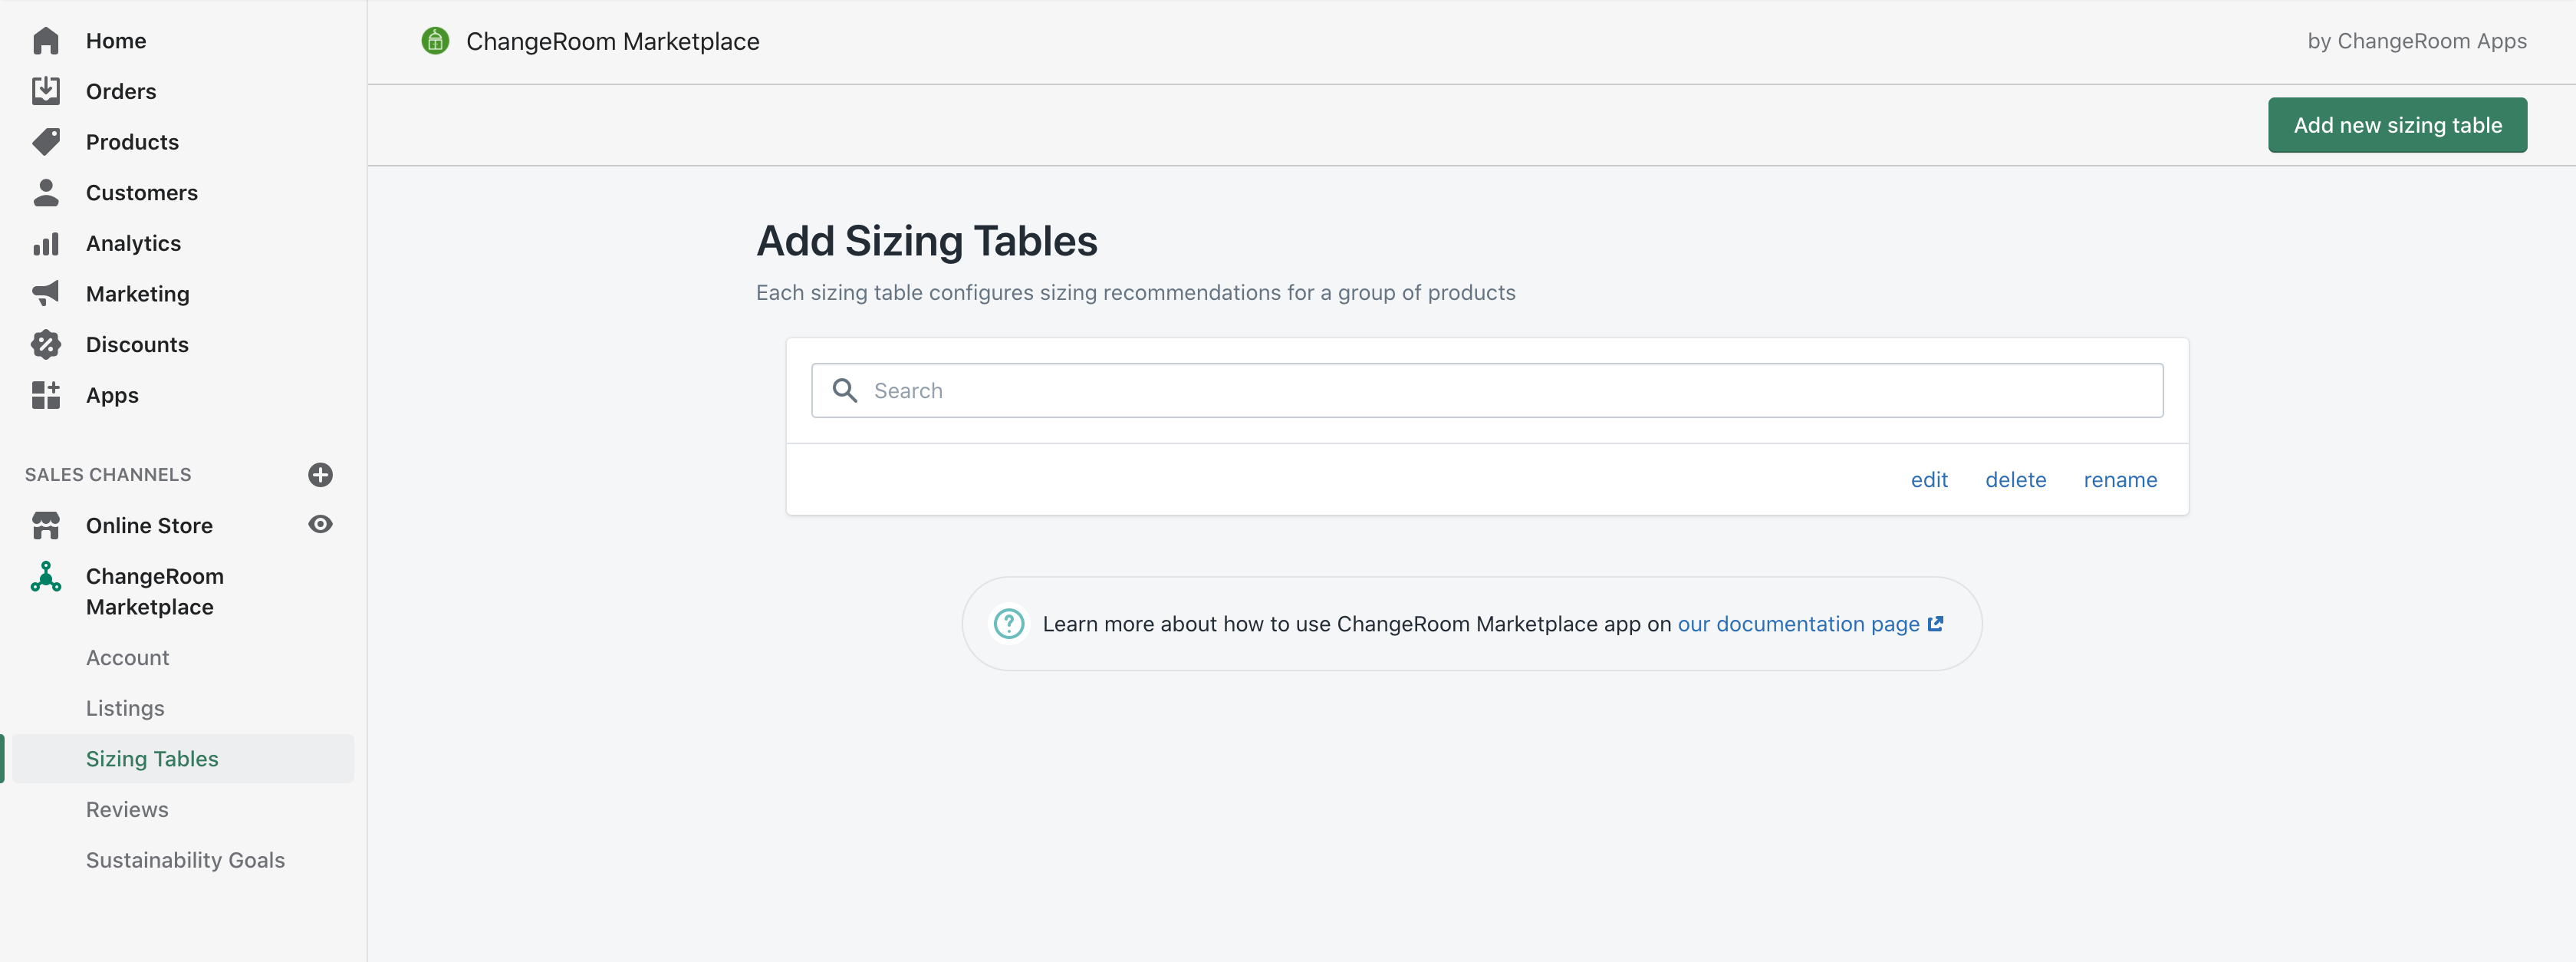 Home
Orders
Products
Customers
Analytics
Marketing
Discounts
Apps
SALES CHANNELS
Online Store
ChangeRoom
Marketplace
Account
Listings
Sizing Tables
Reviews
Sustainability Goals
ChangeRoom Marketplace
by ChangeRoom Apps
Add new sizing table
Add Sizing Tables
Each sizing table configures sizing recommendations for a group of products
Search
edit delete rename
Learn more about how to use ChangeRoom Marketplace app on our documentation page